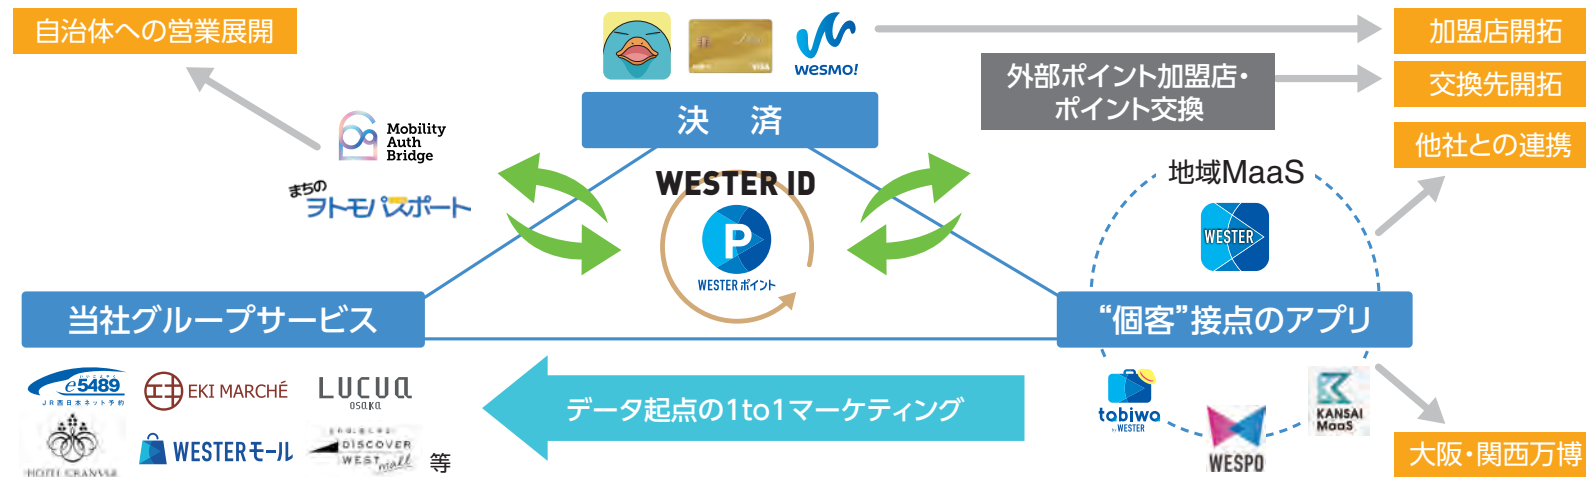 自治体への営業展開
wesmo!
VISA
加盟店開拓
外部ポイント加盟店・
ポイント交換
交換先開拓
決 済
他社との連携
Mobility
Auth
Bridge
まちの
ヲトモパスポート
WESTER ID
P
WESTER ポイント
地域MaaS
WESTER
当社グループサービス
“個客”接点のアプリ
e5489
JR西日本ネット予約
EKI MARCHÉ
LUCUA
osaka
データ起点の1to1マーケティング
tabiwa
by WESTER
KANSAI
MaaS
WESPO
HOTEL GRANVIA
WESTERモール
DISCOVER
WEST mall
等
大阪・関西万博